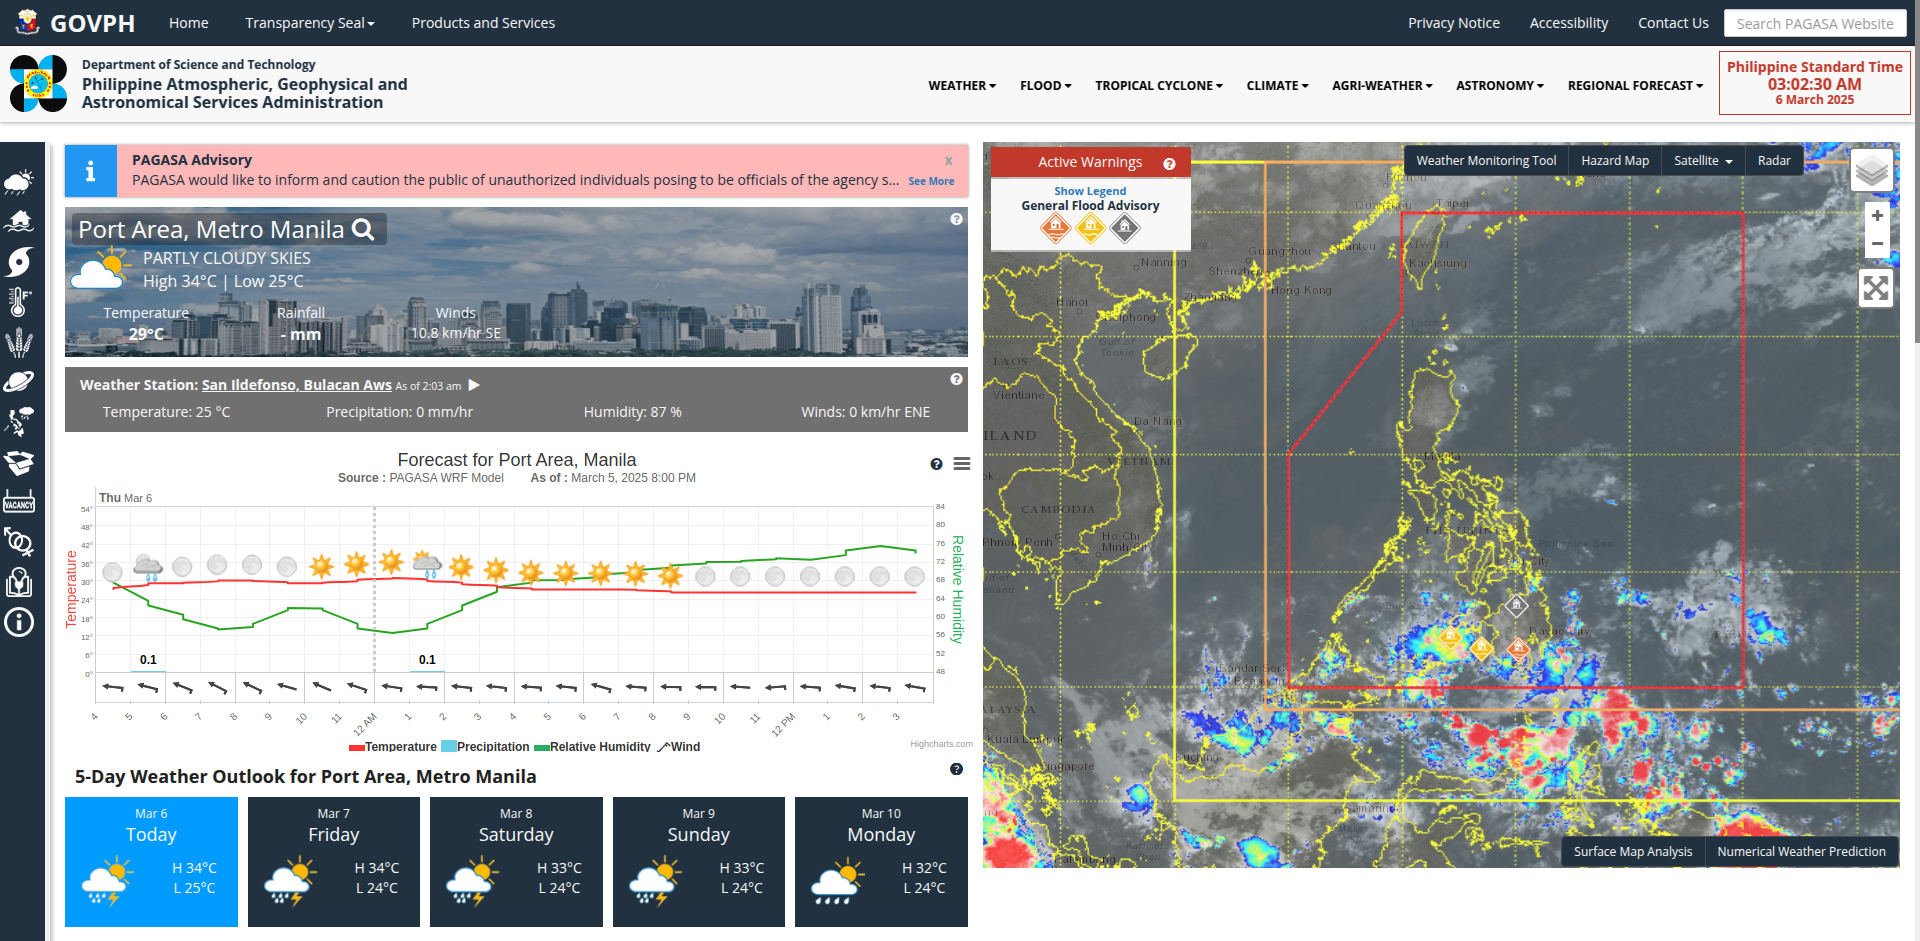 GOVPH
Home
Transparency Seal
Products and Services
Privacy Notice
Accessibility
Contact Us
Search PAGASA Website
Department of Science and Technology
Philippine Atmospheric, Geophysical and
Astronomical Services Administration
WEATHER
FLOOD
TROPICAL CYCLONE
CLIMATE
AGRI-WEATHER
ASTRONOMY
REGIONAL FORECAST
Philippine Standard Time
03:02:30 AM
6 March 2025
VACANCY
PAGASA Advisory
x
PAGASA would like to inform and caution the public of unauthorized individuals posing to be officials of the agency s... See More
Port Area, Metro Manila
PARTLY CLOUDY SKIES
High 34°C | Low 25°C
Temperature
29°C
Rainfall
- mm
Winds
10.8 km/hr SE
Weather Station: San Ildefonso, Bulacan Aws As of 2:03 am
Temperature: 25 °C
Precipitation: 0 mm/hr
Humidity: 87 %
Winds: 0 km/hr ENE
Forecast for Port Area, Manila
Source : PAGASA WRF Model As of : March 5, 2025 8:00 PM
Thu Mar 6
Temperature
54°
48°
42°
36°
30°
24°
18°
12°
6°
0°
84
80
76
72
68
64
60
56
52
48
Relative Humidity
0.1
0.1
4 5 6 7 8 9 10 11 12 AM 1 2 3 4 5 6 7 8 9 10 11 12 PM 1 2 3
Temperature Precipitation Relative Humidity Wind
Highcharts.com
5-Day Weather Outlook for Port Area, Metro Manila
Mar 6
Today
H 34°C
L 25°C
Mar 7
Friday
H 34°C
L 24°C
Mar 8
Saturday
H 33°C
L 24°C
Mar 9
Sunday
H 33°C
L 24°C
Mar 10
Monday
H 32°C
L 24°C
Active Warnings
Show Legend
General Flood Advisory
Weather Monitoring Tool
Hazard Map
Satellite
Radar
+
−
Taipei
Guangzhou
Nanning
Shenzhen
Kaohsiung
Hong Kong
Hanoi
Gulf of
Tonkin
LAOS
Vientiane
Da Nang
VIETNAM
Manila
CAMBODIA
Phnom Penh
Ho Chi
Minh City
Philippine Sea
Davao City
Bandar Seri
Kuala Lumpur
Kuching
Singapore
Samarinda
Surface Map Analysis
Numerical Weather Prediction